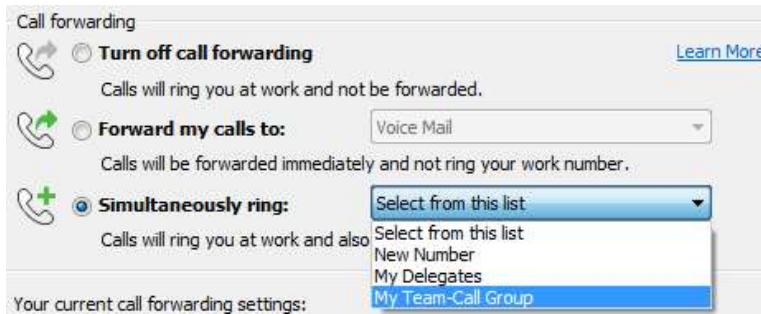 Call forwarding
Turn off call forwarding
Learn More
Calls will ring you at work and not be forwarded.
Forward my calls to:
Voice Mail
Calls will be forwarded immediately and not ring your work number.
Simultaneously ring:
Select from this list
Calls will ring you at work and also
Select from this list
New Number
My Delegates
My Team-Call Group
Your current call forwarding settings: